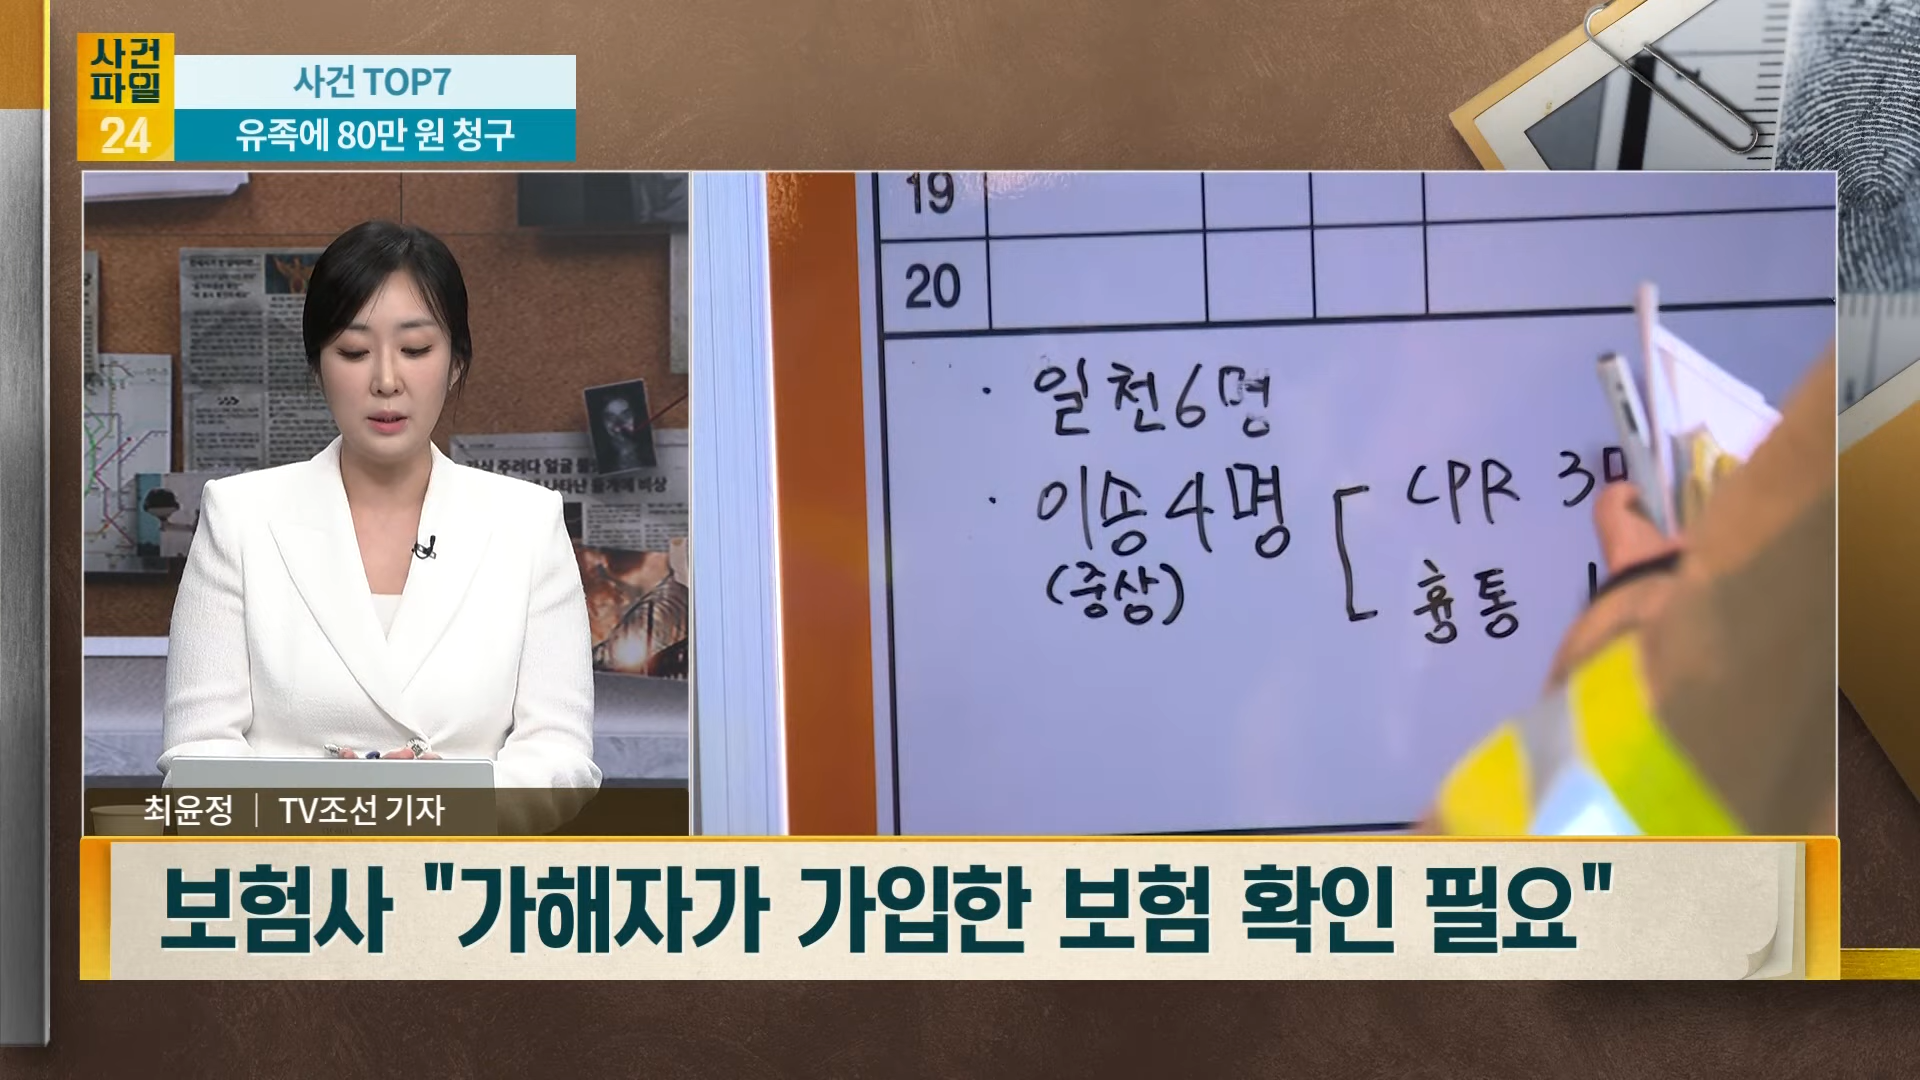 사건
파일
24
사건 TOP7
유족에 80만 원 청구
19
20
· 일천6명
· 이송4명
(중상)
CPR 3명
흉통 1
최윤정 | TV조선 기자
보험사 "가해자가 가입한 보험 확인 필요"